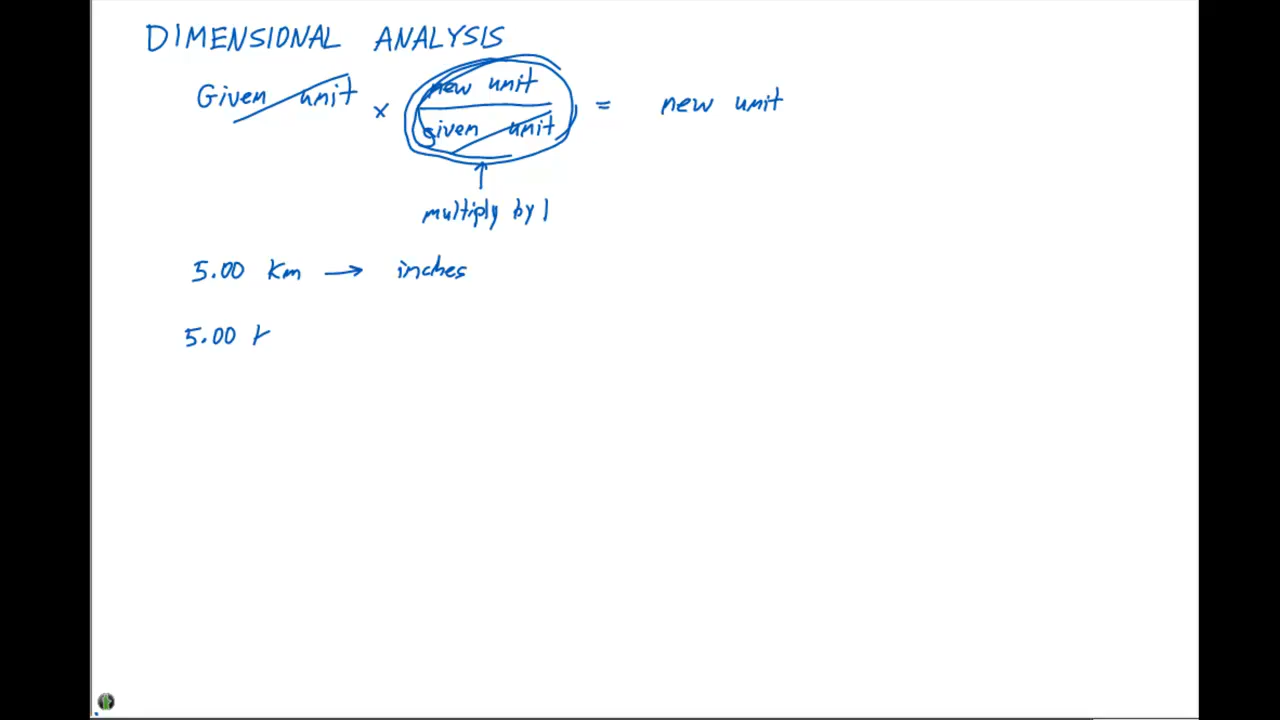 DIMENSIONAL ANALYSIS
Given unit × new unit / given unit = new unit
multiply by 1
5.00 Km → inches
5.00 k